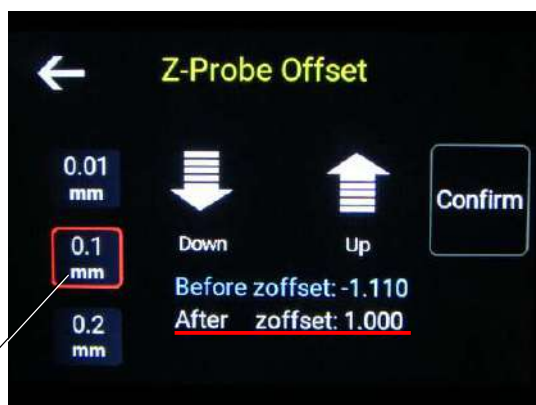 Z-Probe Offset
0.01
mm
Down
Up
Confirm
0.1
mm
Before zoffset: -1.110
After zoffset: 1.000
0.2
mm